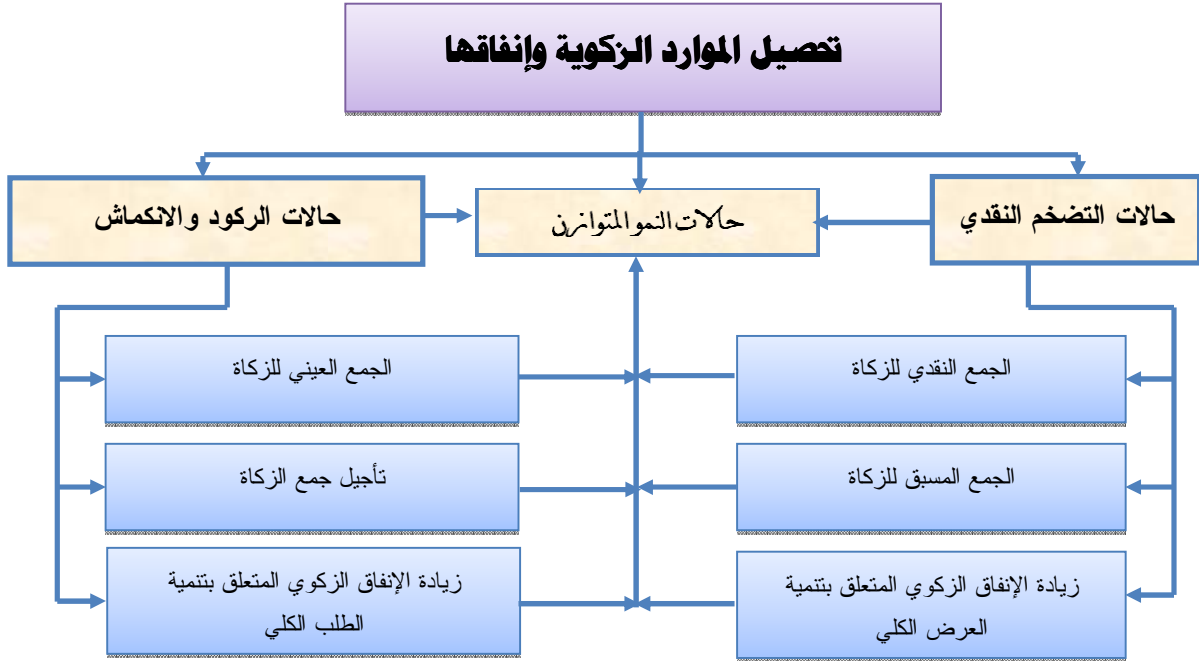 تحصيل الموارد الزكوية وإنفاقها
حالات التضخم النقدي
حالات النمو المتوازن
حالات الركود والانكماش
الجمع النقدي للزكاة
الجمع العيني للزكاة
الجمع المسبق للزكاة
تأجيل جمع الزكاة
زيادة الإنفاق الزكوي المتعلق بتنمية
العرض الكلي
زيادة الإنفاق الزكوي المتعلق بتنمية
الطلب الكلي